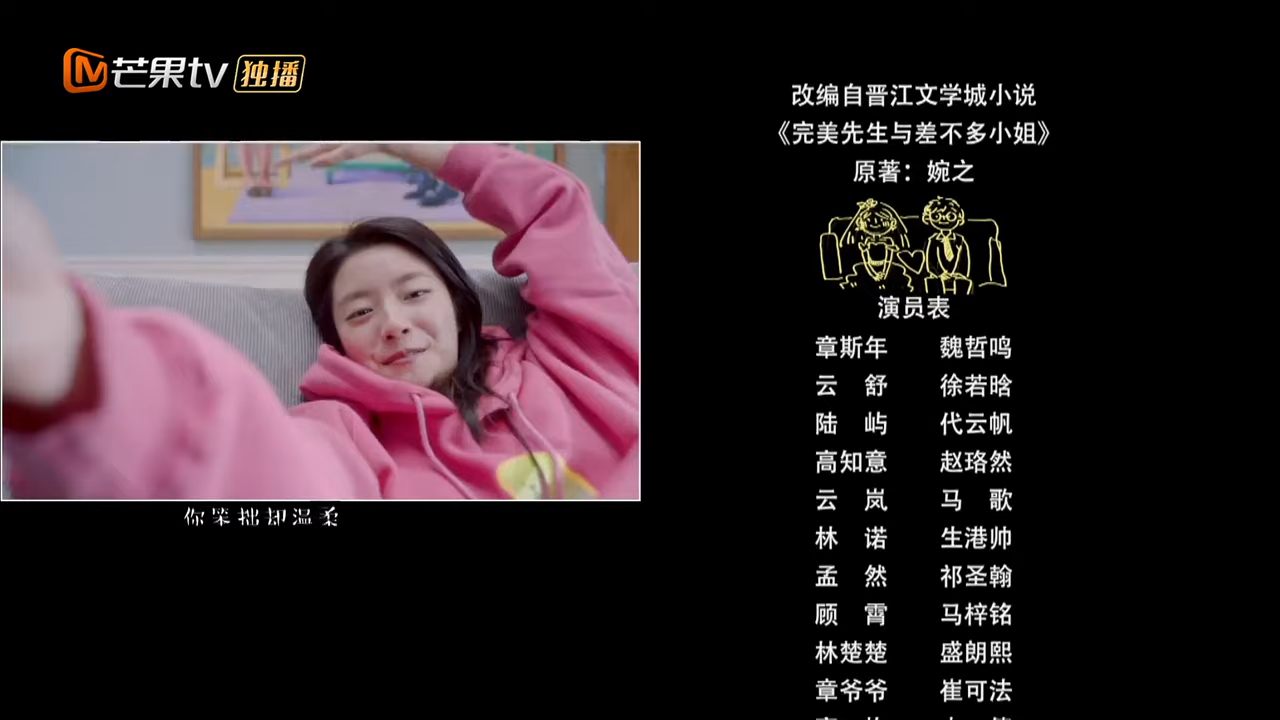 芒果tv 独播
改编自晋江文学城小说
《完美先生与差不多小姐》
原著：婉之
演员表
章斯年 魏哲鸣
云 舒 徐若晗
陆 屿 代云帆
高知意 赵珞然
云 岚 马 歌
林 诺 生港帅
孟 然 祁圣翰
顾 霄 马梓铭
林楚楚 盛朗熙
章爷爷 崔可法
你笨拙却温柔